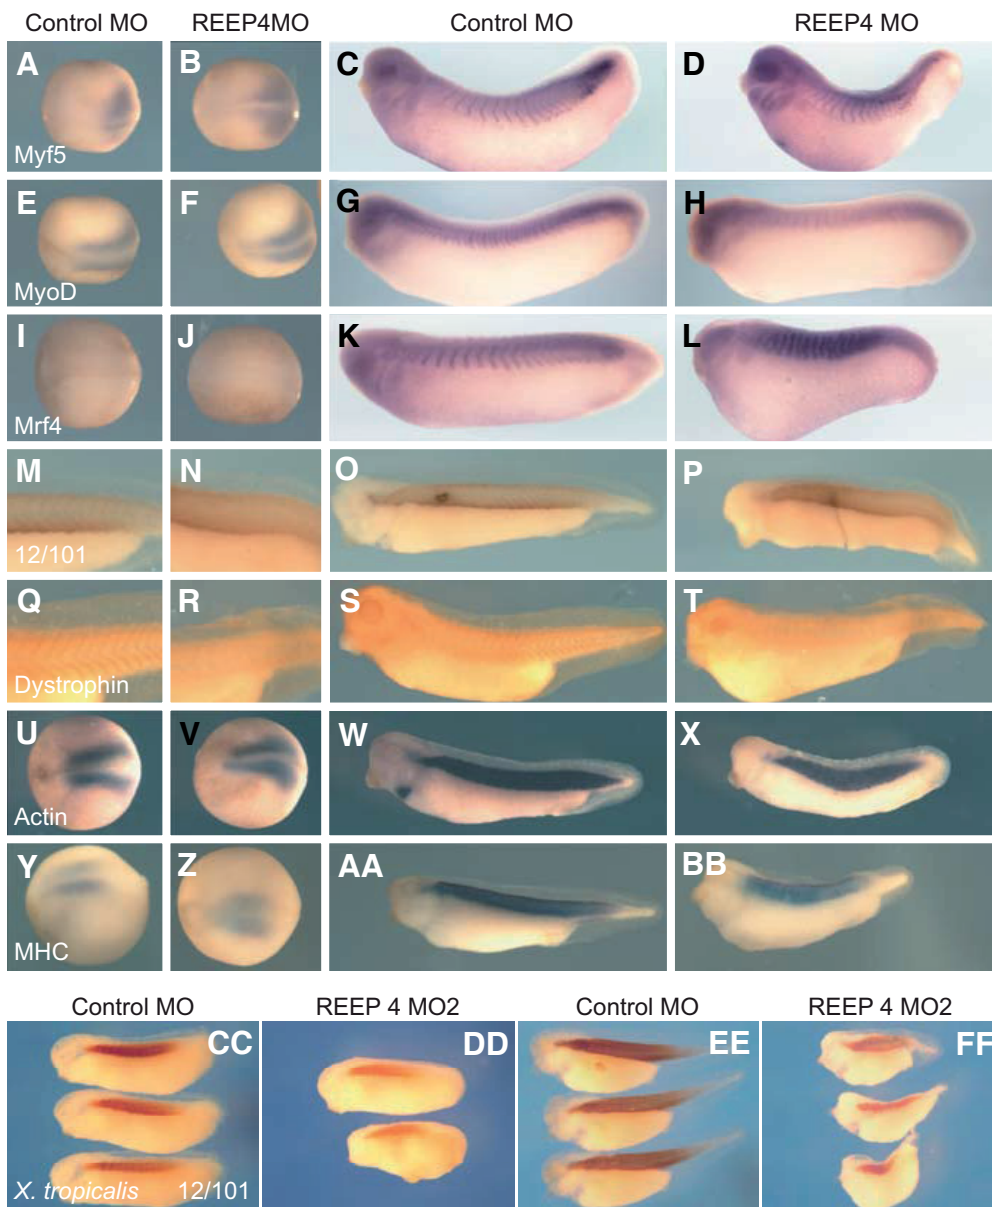 Control MO REEP4MO Control MO REEP4 MO
A B C D
Myf5
E F G H
MyoD
I J K L
Mrf4
M N O P
12/101
Q R S T
Dystrophin
U V W X
Actin
Y Z AA BB
MHC
Control MO REEP 4 MO2 Control MO REEP 4 MO2
CC DD EE FF
X. tropicalis 12/101